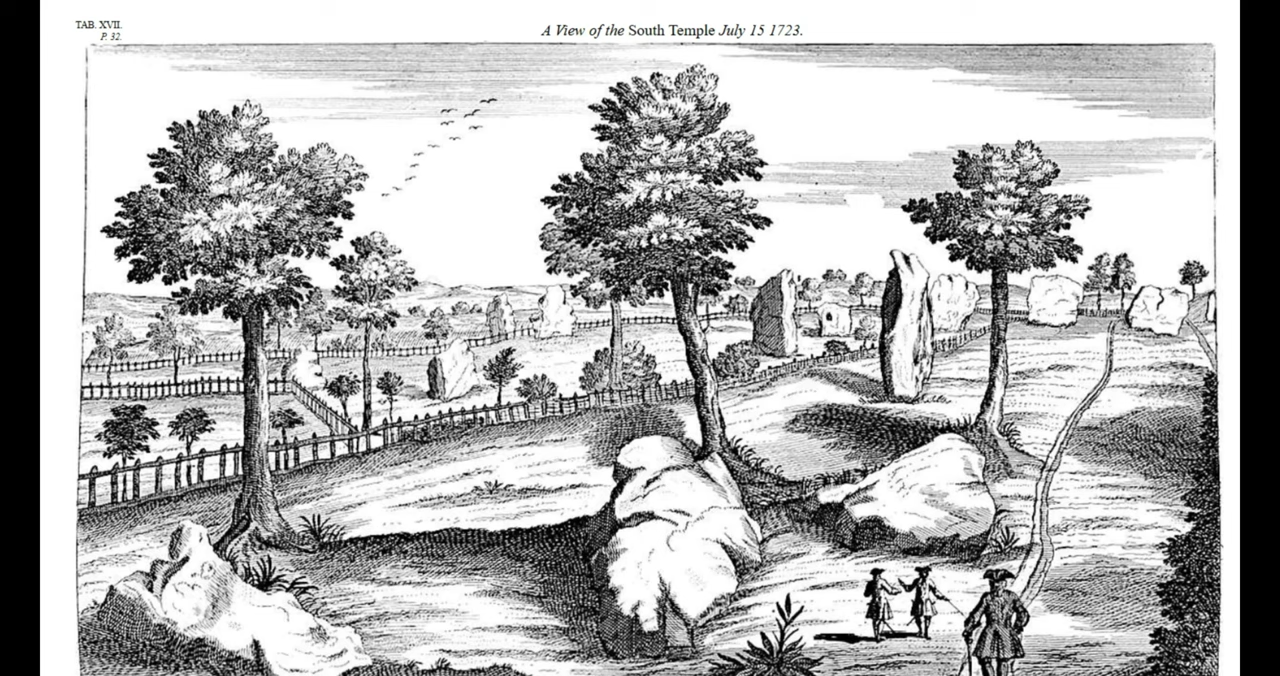 TAB. XVII.
P. 32.
A View of the South Temple July 15 1723.